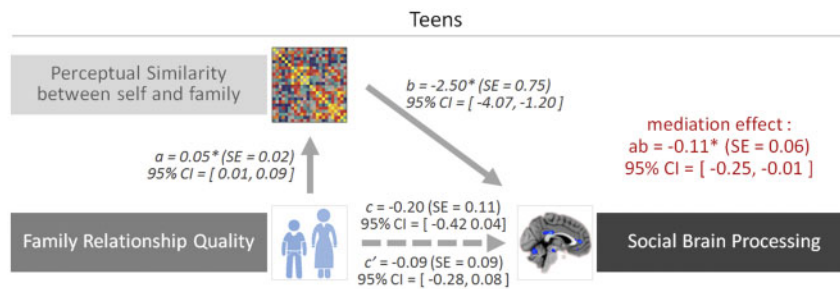 Teens
Perceptual Similarity
between self and family
b = -2.50* (SE = 0.75)
95% CI = [ -4.07, -1.20 ]
mediation effect :
ab = -0.11* (SE = 0.06)
95% CI = [ -0.25, -0.01 ]
a = 0.05* (SE = 0.02)
95% CI = [ 0.01, 0.09 ]
Family Relationship Quality
c = -0.20 (SE = 0.11)
95% CI = [ -0.42 0.04]
c' = -0.09 (SE = 0.09)
95% CI = [ -0.28, 0.08 ]
Social Brain Processing